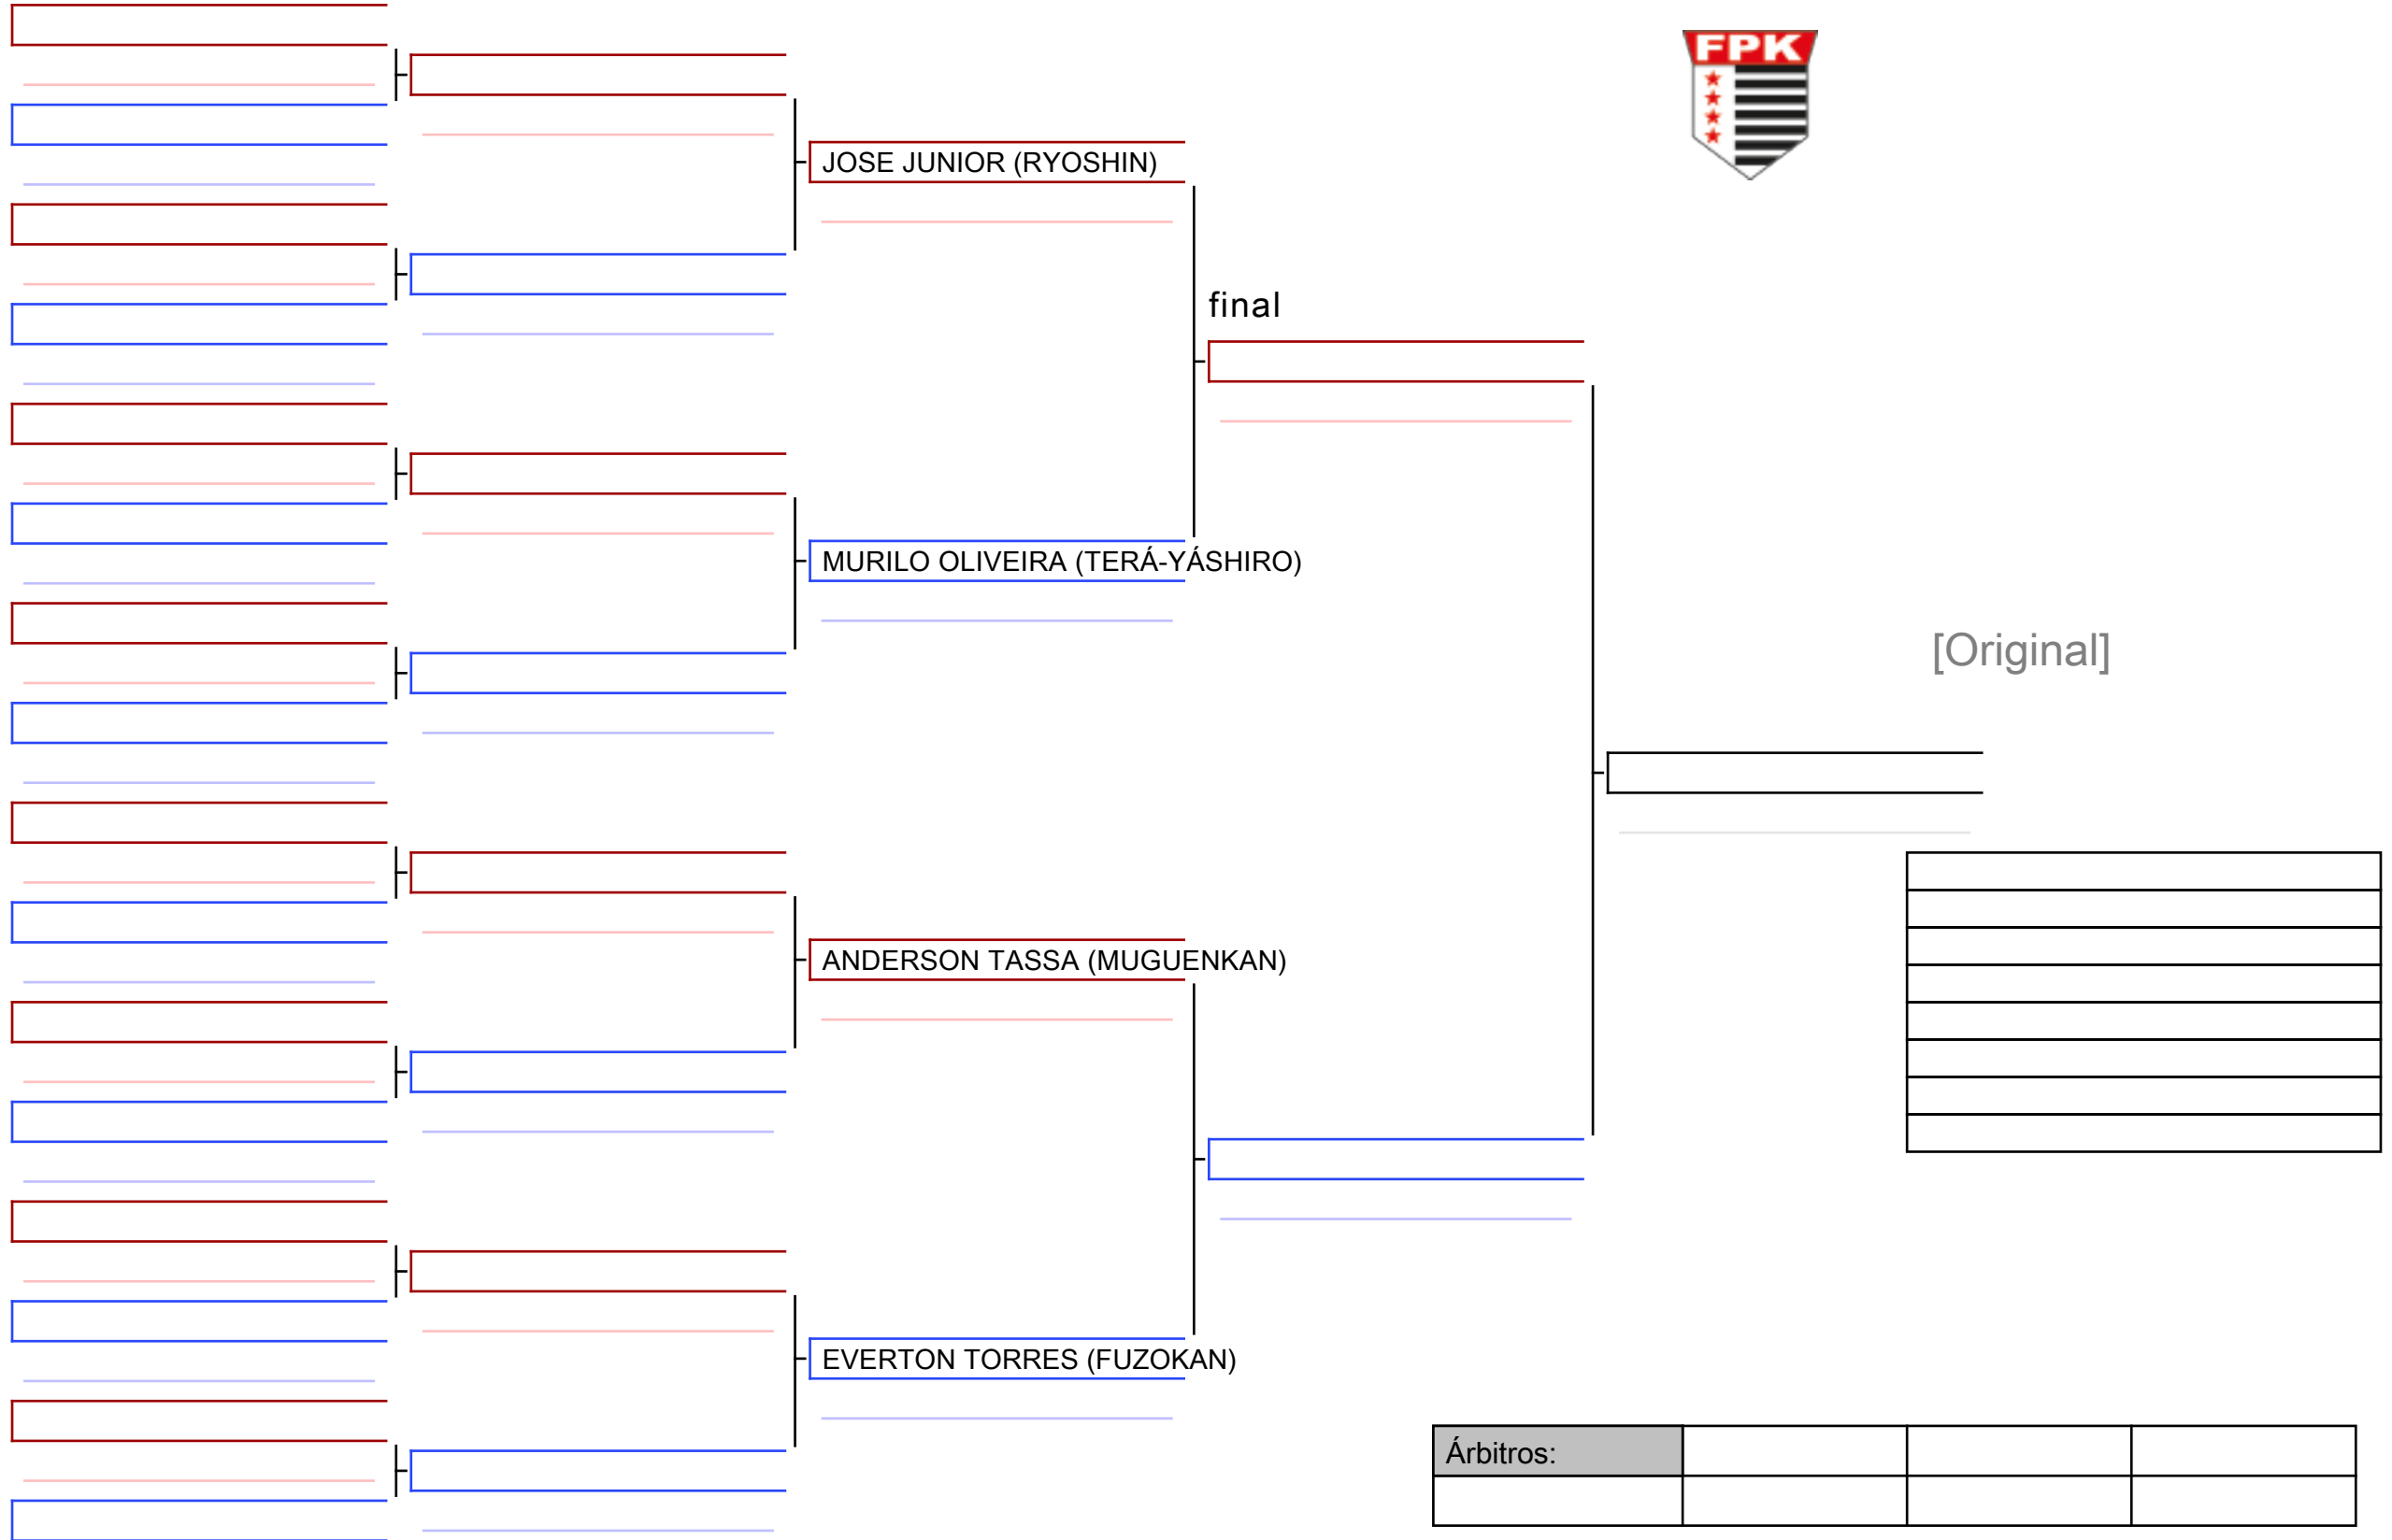 FPK
JOSE JUNIOR (RYOSHIN)
final
MURILO OLIVEIRA (TERÁ-YÁSHIRO)
[Original]
ANDERSON TASSA (MUGUENKAN)
EVERTON TORRES (FUZOKAN)
Árbitros: